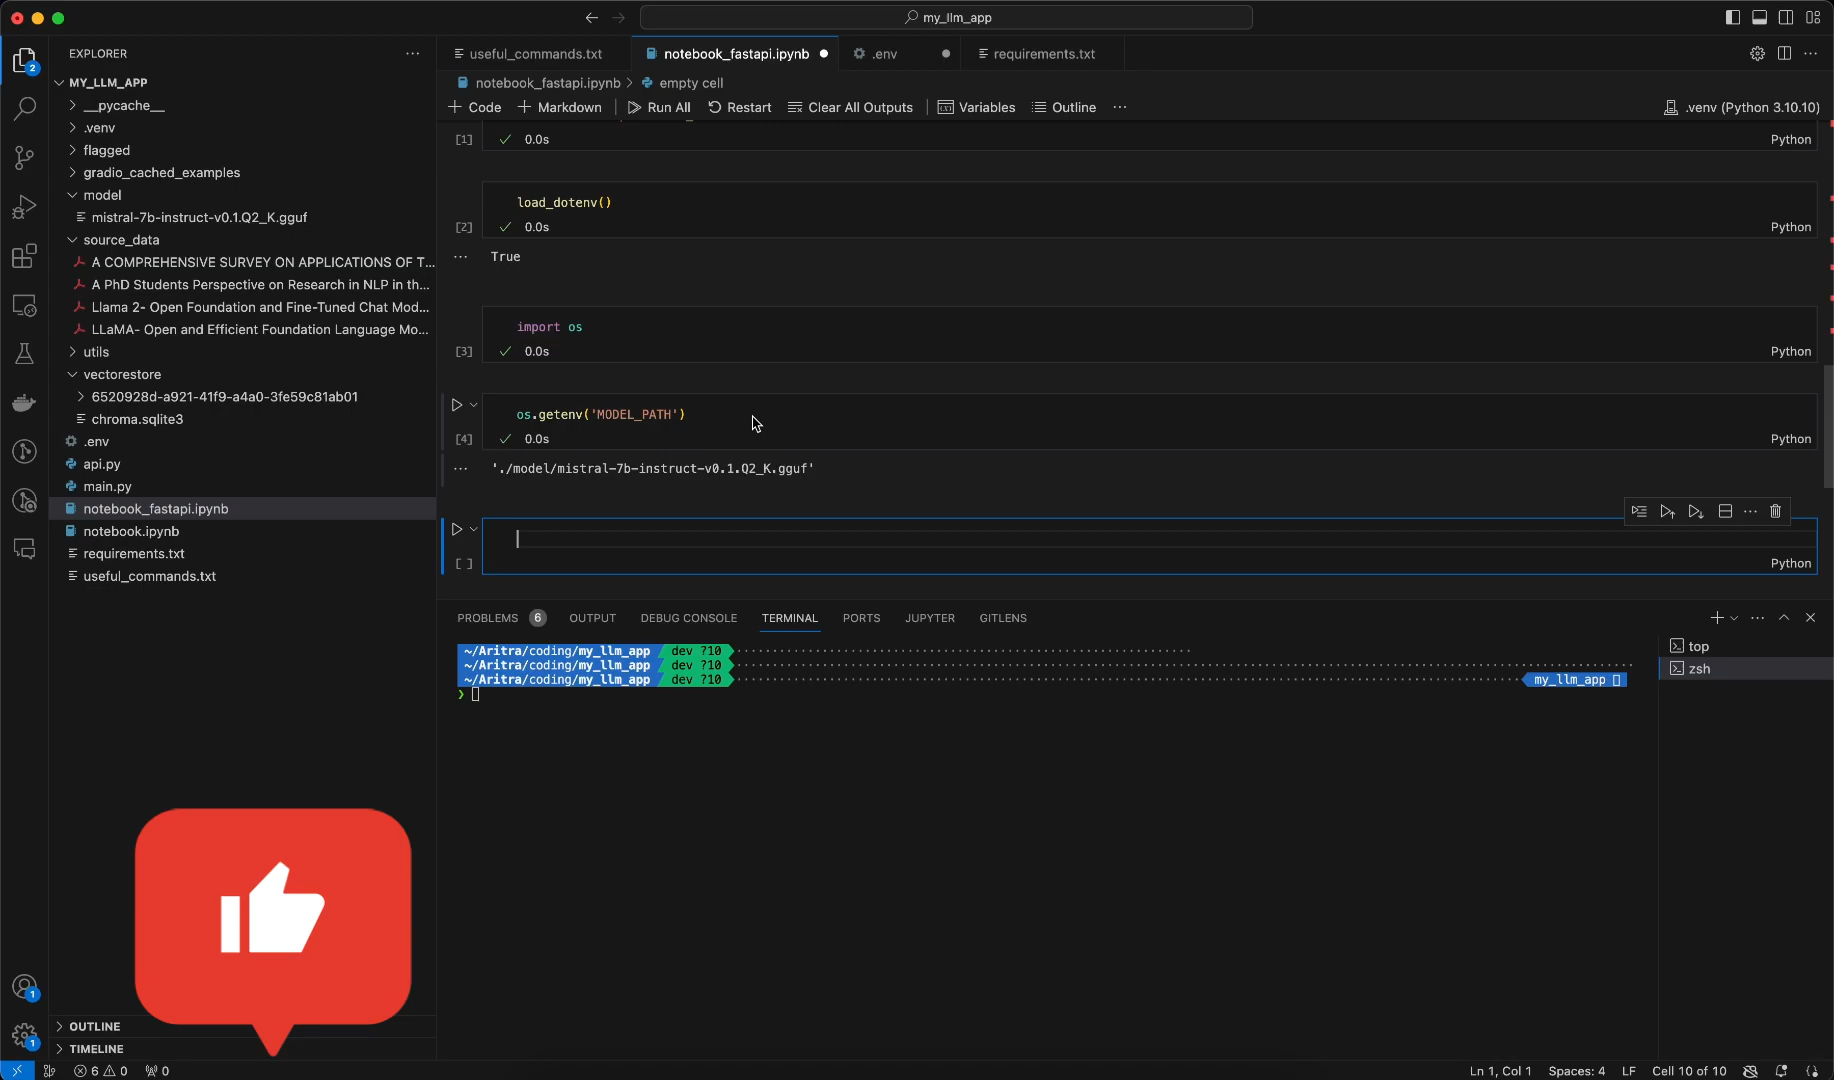 my_llm_app
EXPLORER
MY_LLM_APP
__pycache__
.venv
flagged
gradio_cached_examples
model
mistral-7b-instruct-v0.1.Q2_K.gguf
source_data
A COMPREHENSIVE SURVEY ON APPLICATIONS OF T...
A PhD Students Perspective on Research in NLP in th...
Llama 2- Open Foundation and Fine-Tuned Chat Mod...
LLaMA- Open and Efficient Foundation Language Mo...
utils
vectorestore
6520928d-a921-41f9-a4a0-3fe59c81ab01
chroma.sqlite3
.env
api.py
main.py
notebook_fastapi.ipynb
notebook.ipynb
requirements.txt
useful_commands.txt
OUTLINE
TIMELINE
2
1
1
useful_commands.txt notebook_fastapi.ipynb .env requirements.txt
notebook_fastapi.ipynb > empty cell
+ Code + Markdown Run All Restart Clear All Outputs Variables Outline ... .venv (Python 3.10.10)
[1] 0.0s Python
load_dotenv()
[2] 0.0s Python
... True
import os
[3] 0.0s Python
os.getenv('MODEL_PATH')
[4] 0.0s Python
... './model/mistral-7b-instruct-v0.1.Q2_K.gguf'
[ ] Python
PROBLEMS 6 OUTPUT DEBUG CONSOLE TERMINAL PORTS JUPYTER GITLENS
~/Aritra/coding/my_llm_app dev ?10
~/Aritra/coding/my_llm_app dev ?10
~/Aritra/coding/my_llm_app dev ?10 my_llm_app
top
zsh
6 0 0 Ln 1, Col 1 Spaces: 4 LF Cell 10 of 10